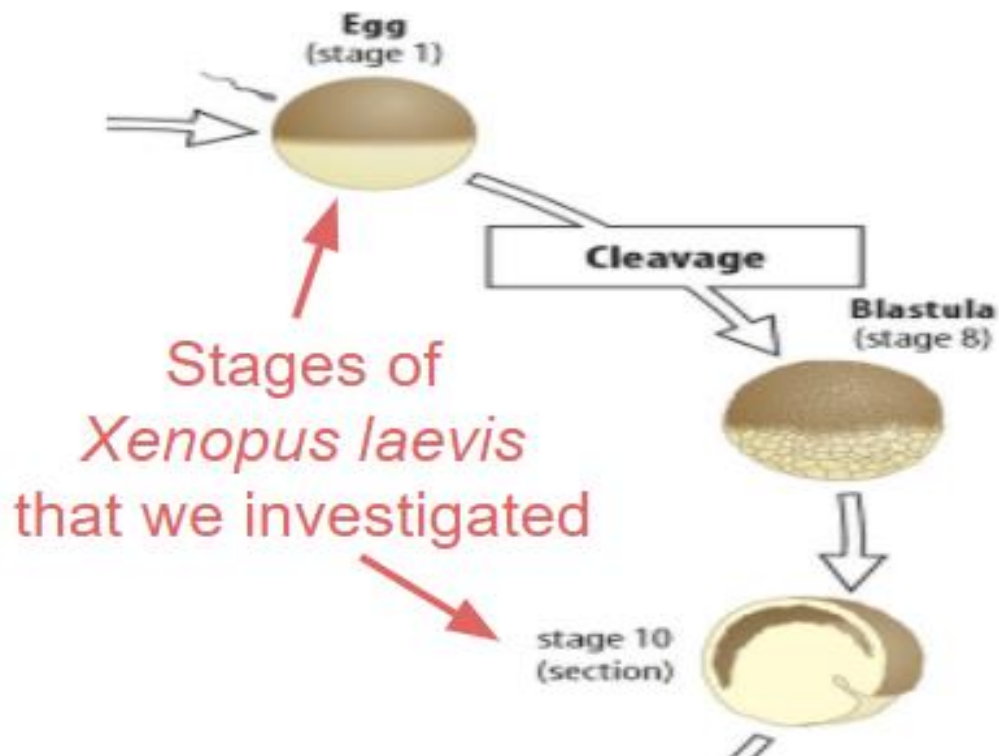 Egg
(stage 1)
Cleavage
Blastula
(stage 8)
Stages of
Xenopus laevis
that we investigated
stage 10
(section)